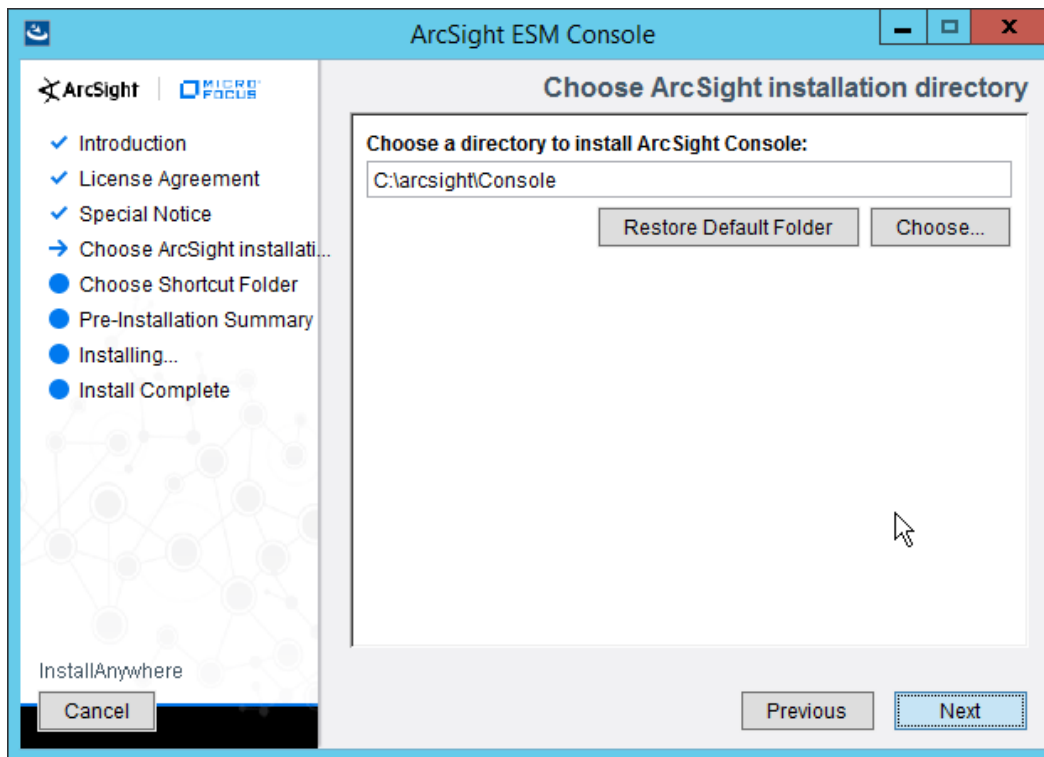 ArcSight ESM Console
ArcSight
MICRO FOCUS
Choose ArcSight installation directory
Introduction
License Agreement
Special Notice
Choose ArcSight installati...
Choose Shortcut Folder
Pre-Installation Summary
Installing...
Install Complete
Choose a directory to install ArcSight Console:
C:\arcsight\Console
Restore Default Folder
Choose...
InstallAnywhere
Cancel
Previous
Next